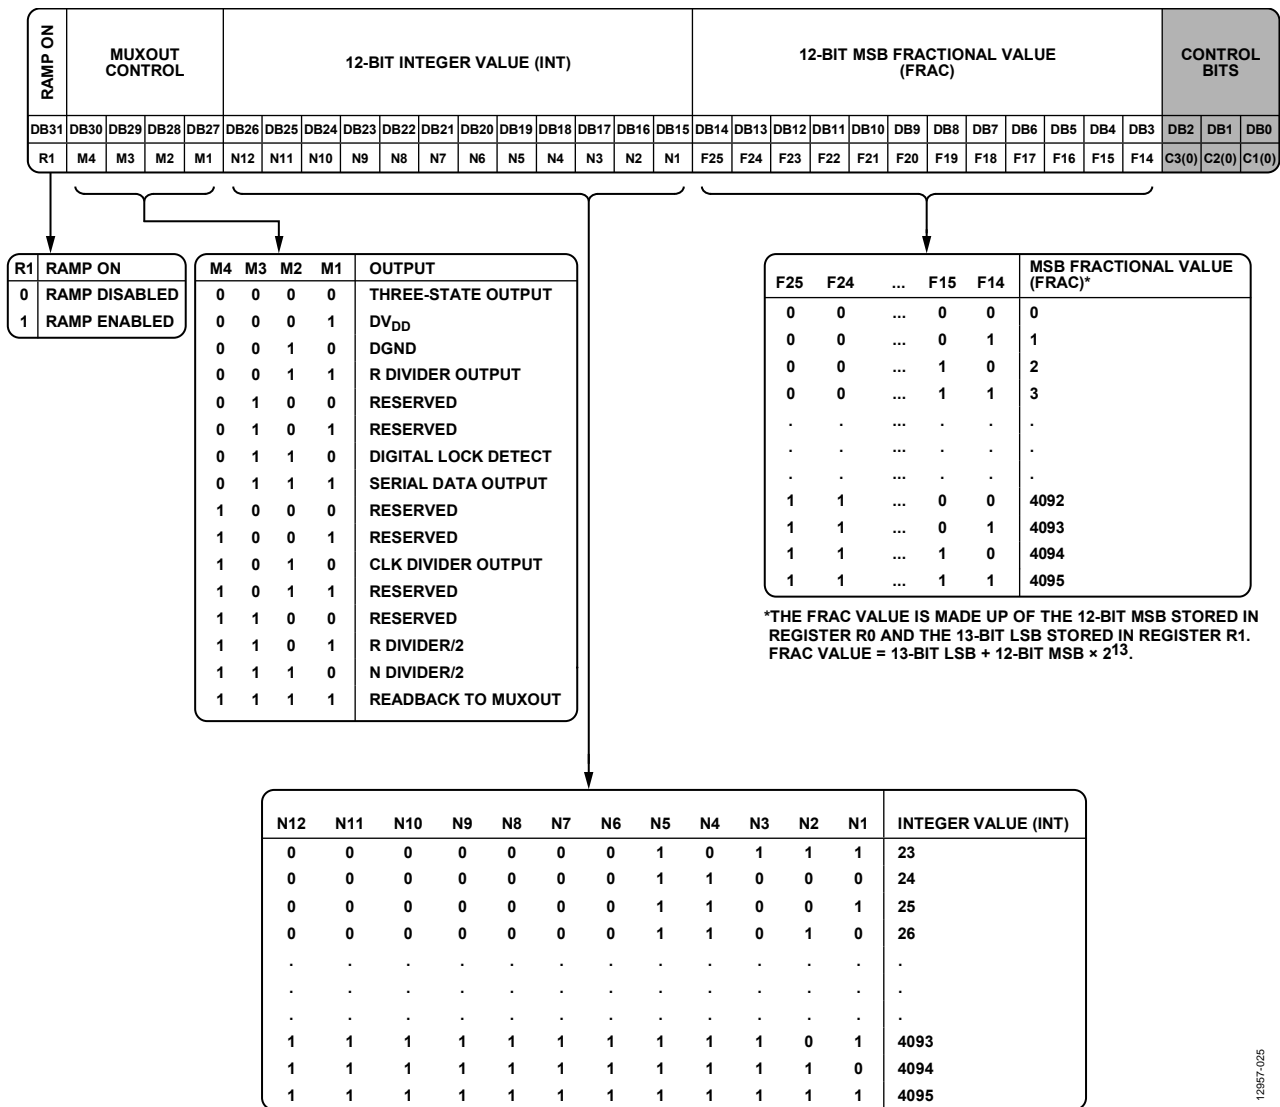 RAMP ON
MUXOUT
CONTROL
12-BIT INTEGER VALUE (INT)
12-BIT MSB FRACTIONAL VALUE
(FRAC)
CONTROL
BITS
DB31 DB30 DB29 DB28 DB27 DB26 DB25 DB24 DB23 DB22 DB21 DB20 DB19 DB18 DB17 DB16 DB15 DB14 DB13 DB12 DB11 DB10 DB9 DB8 DB7 DB6 DB5 DB4 DB3 DB2 DB1 DB0
R1 M4 M3 M2 M1 N12 N11 N10 N9 N8 N7 N6 N5 N4 N3 N2 N1 F25 F24 F23 F22 F21 F20 F19 F18 F17 F16 F15 F14 C3(0) C2(0) C1(0)
R1 RAMP ON
0 RAMP DISABLED
1 RAMP ENABLED
M4 M3 M2 M1 OUTPUT
0 0 0 0 THREE-STATE OUTPUT
0 0 0 1 DVDD
0 0 1 0 DGND
0 0 1 1 R DIVIDER OUTPUT
0 1 0 0 RESERVED
0 1 0 1 RESERVED
0 1 1 0 DIGITAL LOCK DETECT
0 1 1 1 SERIAL DATA OUTPUT
1 0 0 0 RESERVED
1 0 0 1 RESERVED
1 0 1 0 CLK DIVIDER OUTPUT
1 0 1 1 RESERVED
1 1 0 0 RESERVED
1 1 0 1 R DIVIDER/2
1 1 1 0 N DIVIDER/2
1 1 1 1 READBACK TO MUXOUT
F25 F24 ... F15 F14 MSB FRACTIONAL VALUE
(FRAC)*
0 0 ... 0 0 0
0 0 ... 0 1 1
0 0 ... 1 0 2
0 0 ... 1 1 3
. . ... . . .
. . ... . . .
. . ... . . .
1 1 ... 0 0 4092
1 1 ... 0 1 4093
1 1 ... 1 0 4094
1 1 ... 1 1 4095
*THE FRAC VALUE IS MADE UP OF THE 12-BIT MSB STORED IN
REGISTER R0 AND THE 13-BIT LSB STORED IN REGISTER R1.
FRAC VALUE = 13-BIT LSB + 12-BIT MSB × 2¹³.
N12 N11 N10 N9 N8 N7 N6 N5 N4 N3 N2 N1 INTEGER VALUE (INT)
0 0 0 0 0 0 0 1 0 1 1 1 23
0 0 0 0 0 0 0 1 1 0 0 0 24
0 0 0 0 0 0 0 1 1 0 0 1 25
0 0 0 0 0 0 0 1 1 0 1 0 26
. . . . . . . . . . . . .
. . . . . . . . . . . . .
. . . . . . . . . . . . .
1 1 1 1 1 1 1 1 1 1 0 1 4093
1 1 1 1 1 1 1 1 1 1 1 0 4094
1 1 1 1 1 1 1 1 1 1 1 1 4095
12957-025